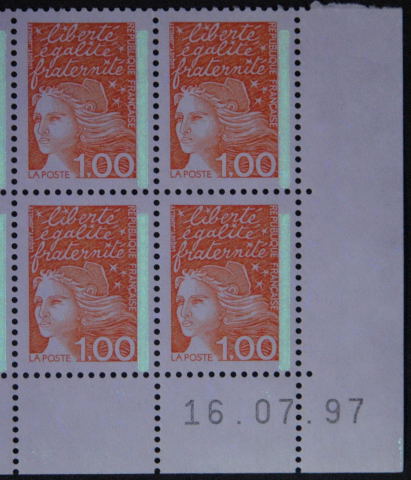 liberté
égalité
fraternité
RÉPUBLIQUE FRANÇAISE
LA POSTE
1,00
liberté
égalité
fraternité
RÉPUBLIQUE FRANÇAISE
LA POSTE
1,00
liberté
égalité
fraternité
RÉPUBLIQUE FRANÇAISE
LA POSTE
1,00
liberté
égalité
fraternité
RÉPUBLIQUE FRANÇAISE
LA POSTE
1,00
16.07.97